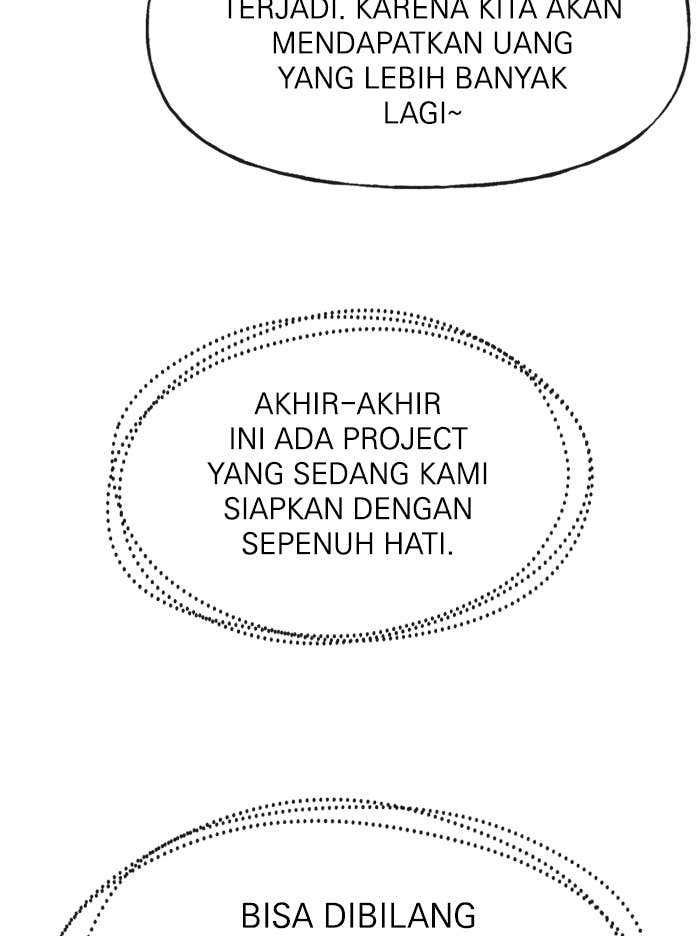 TERJADI. KARENA KITA AKAN
MENDAPATKAN UANG
YANG LEBIH BANYAK
LAGI~
AKHIR-AKHIR
INI ADA PROJECT
YANG SEDANG KAMI
SIAPKAN DENGAN
SEPENUH HATI.
BISA DIBILANG